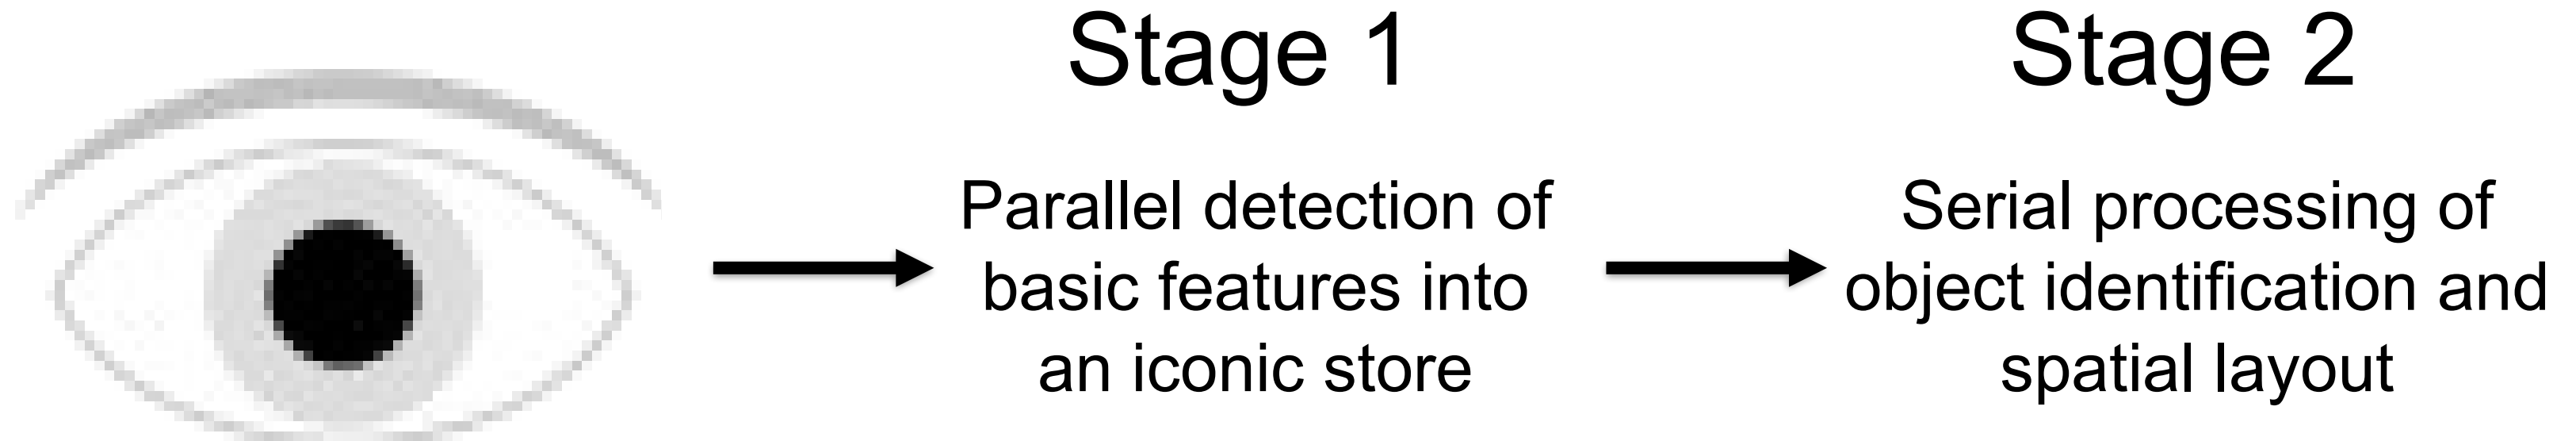 Stage 1
Parallel detection of
basic features into
an iconic store
Stage 2
Serial processing of
object identification and
spatial layout